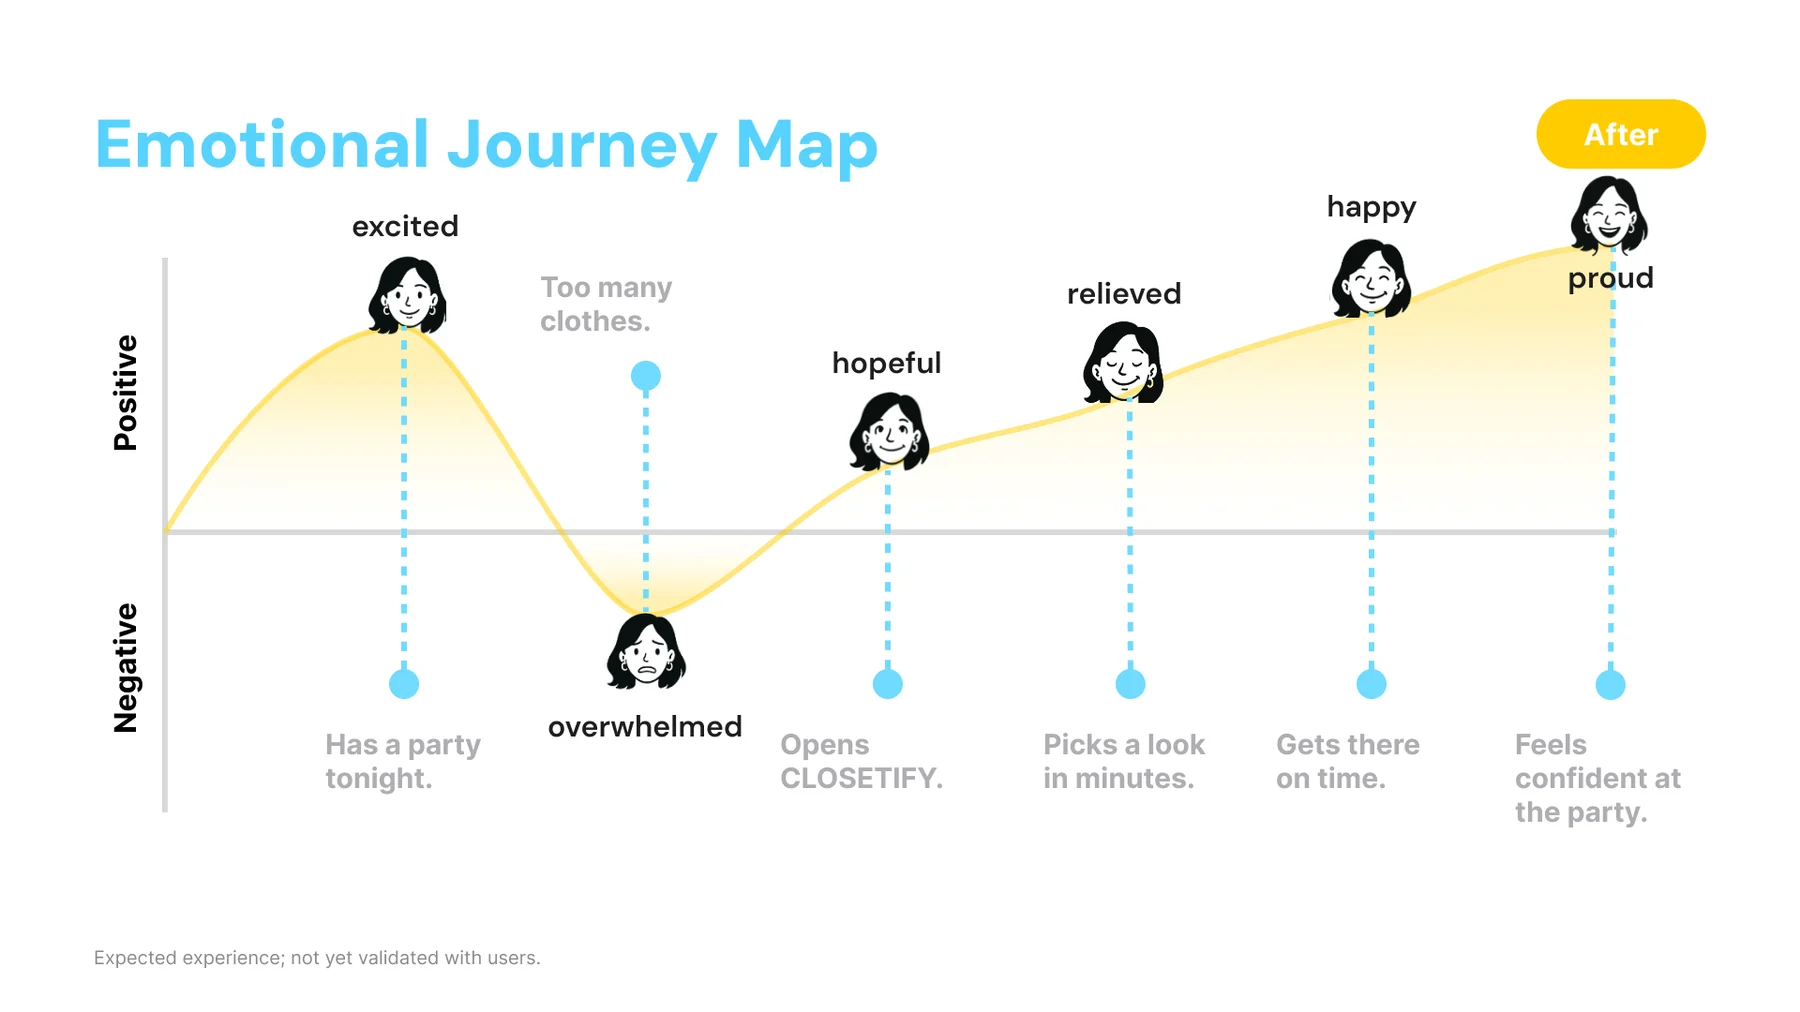 Emotional Journey Map
After
excited
Too many
clothes.
hopeful
relieved
happy
proud
Positive
Negative
overwhelmed
Has a party
tonight.
Opens
CLOSETIFY.
Picks a look
in minutes.
Gets there
on time.
Feels
confident at
the party.
Expected experience; not yet validated with users.